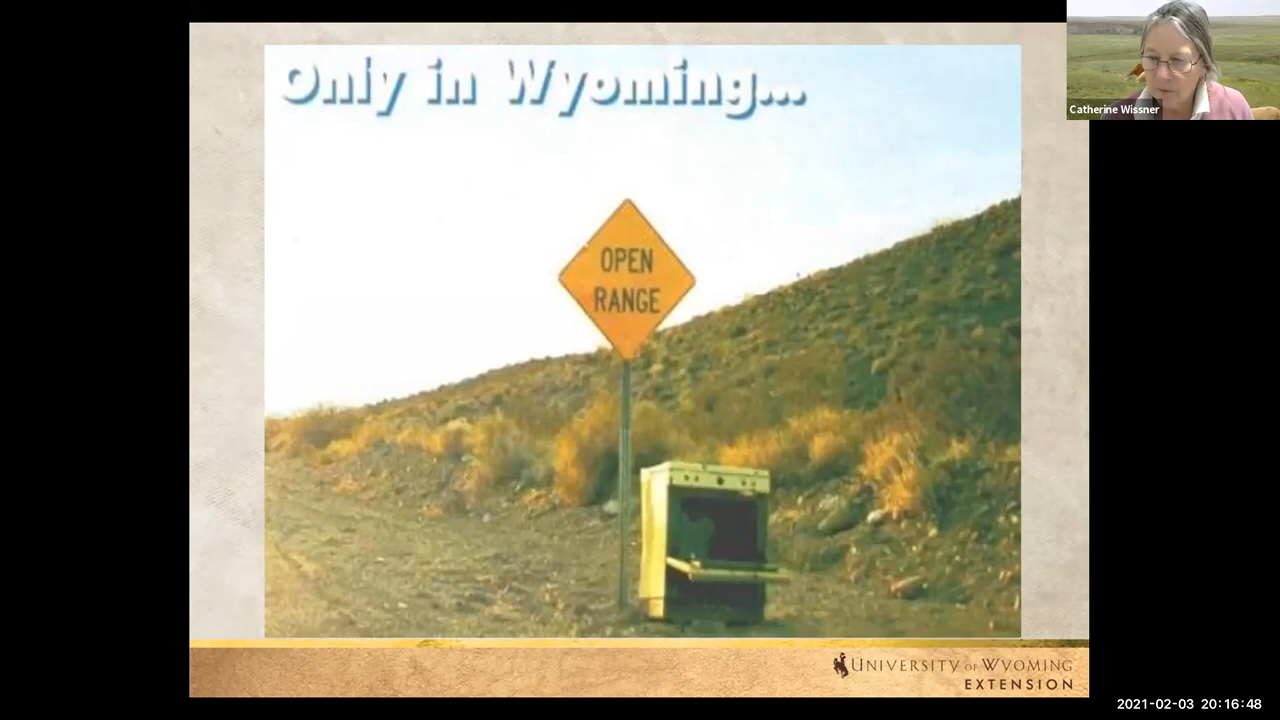 Only in Wyoming...
Catherine Wissner
OPEN
RANGE
UNIVERSITY OF WYOMING
EXTENSION
2021-02-03 20:16:48